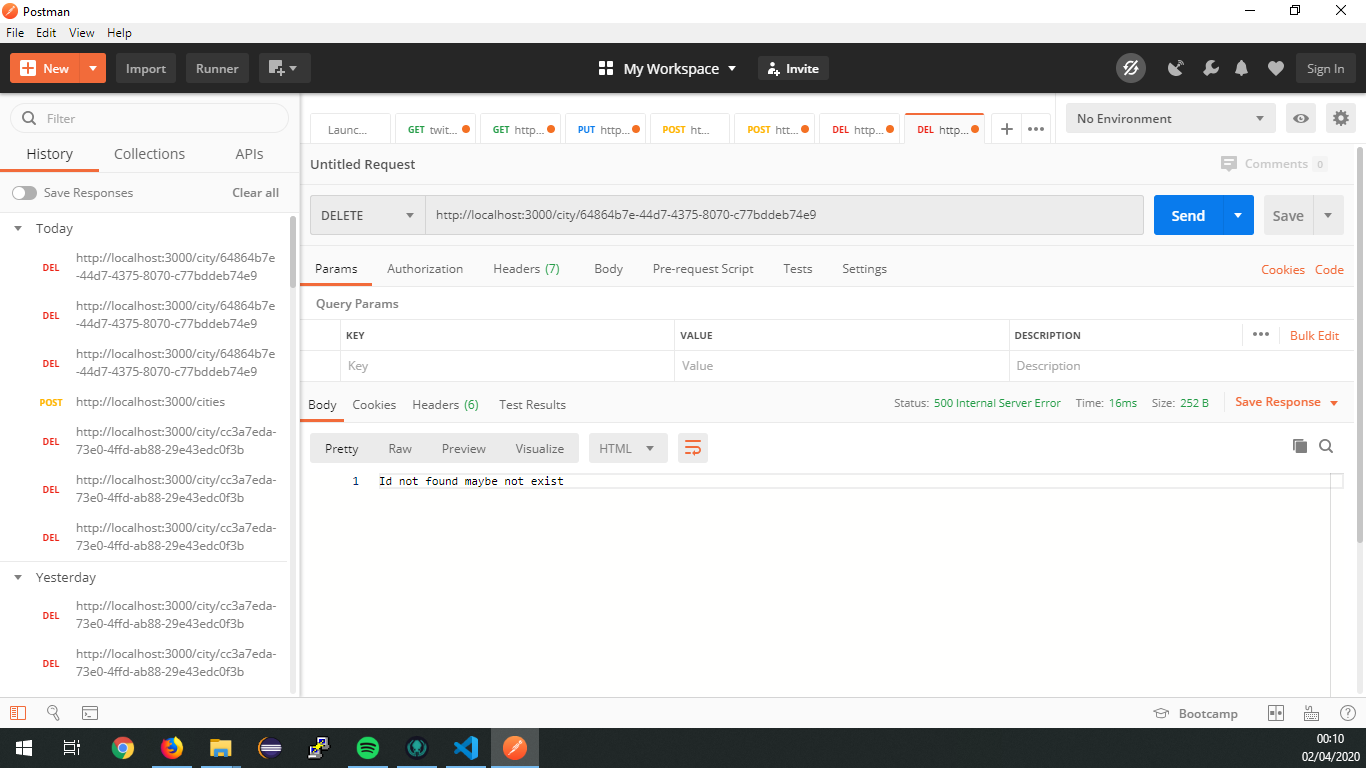 Postman
File Edit View Help
New Import Runner My Workspace Invite Sign In
Filter
History Collections APIs
Save Responses Clear all
Today
DEL http://localhost:3000/city/64864b7e
-44d7-4375-8070-c77bddeb74e9
DEL http://localhost:3000/city/64864b7e
-44d7-4375-8070-c77bddeb74e9
DEL http://localhost:3000/city/64864b7e
-44d7-4375-8070-c77bddeb74e9
POST http://localhost:3000/cities
DEL http://localhost:3000/city/cc3a7eda-
73e0-4ffd-ab88-29e43edc0f3b
DEL http://localhost:3000/city/cc3a7eda-
73e0-4ffd-ab88-29e43edc0f3b
DEL http://localhost:3000/city/cc3a7eda-
73e0-4ffd-ab88-29e43edc0f3b
Yesterday
DEL http://localhost:3000/city/cc3a7eda-
73e0-4ffd-ab88-29e43edc0f3b
DEL http://localhost:3000/city/cc3a7eda-
73e0-4ffd-ab88-29e43edc0f3b
Launc... GET twit... GET http... PUT http... POST ht... POST htt... DEL http... DEL http... + ••• No Environment
Untitled Request Comments 0
DELETE http://localhost:3000/city/64864b7e-44d7-4375-8070-c77bddeb74e9 Send Save
Params Authorization Headers (7) Body Pre-request Script Tests Settings Cookies Code
Query Params
KEY VALUE DESCRIPTION ••• Bulk Edit
Key Value Description
Body Cookies Headers (6) Test Results Status: 500 Internal Server Error Time: 16ms Size: 252 B Save Response
Pretty Raw Preview Visualize HTML
1 Id not found maybe not exist
Bootcamp ?
00:10
02/04/2020